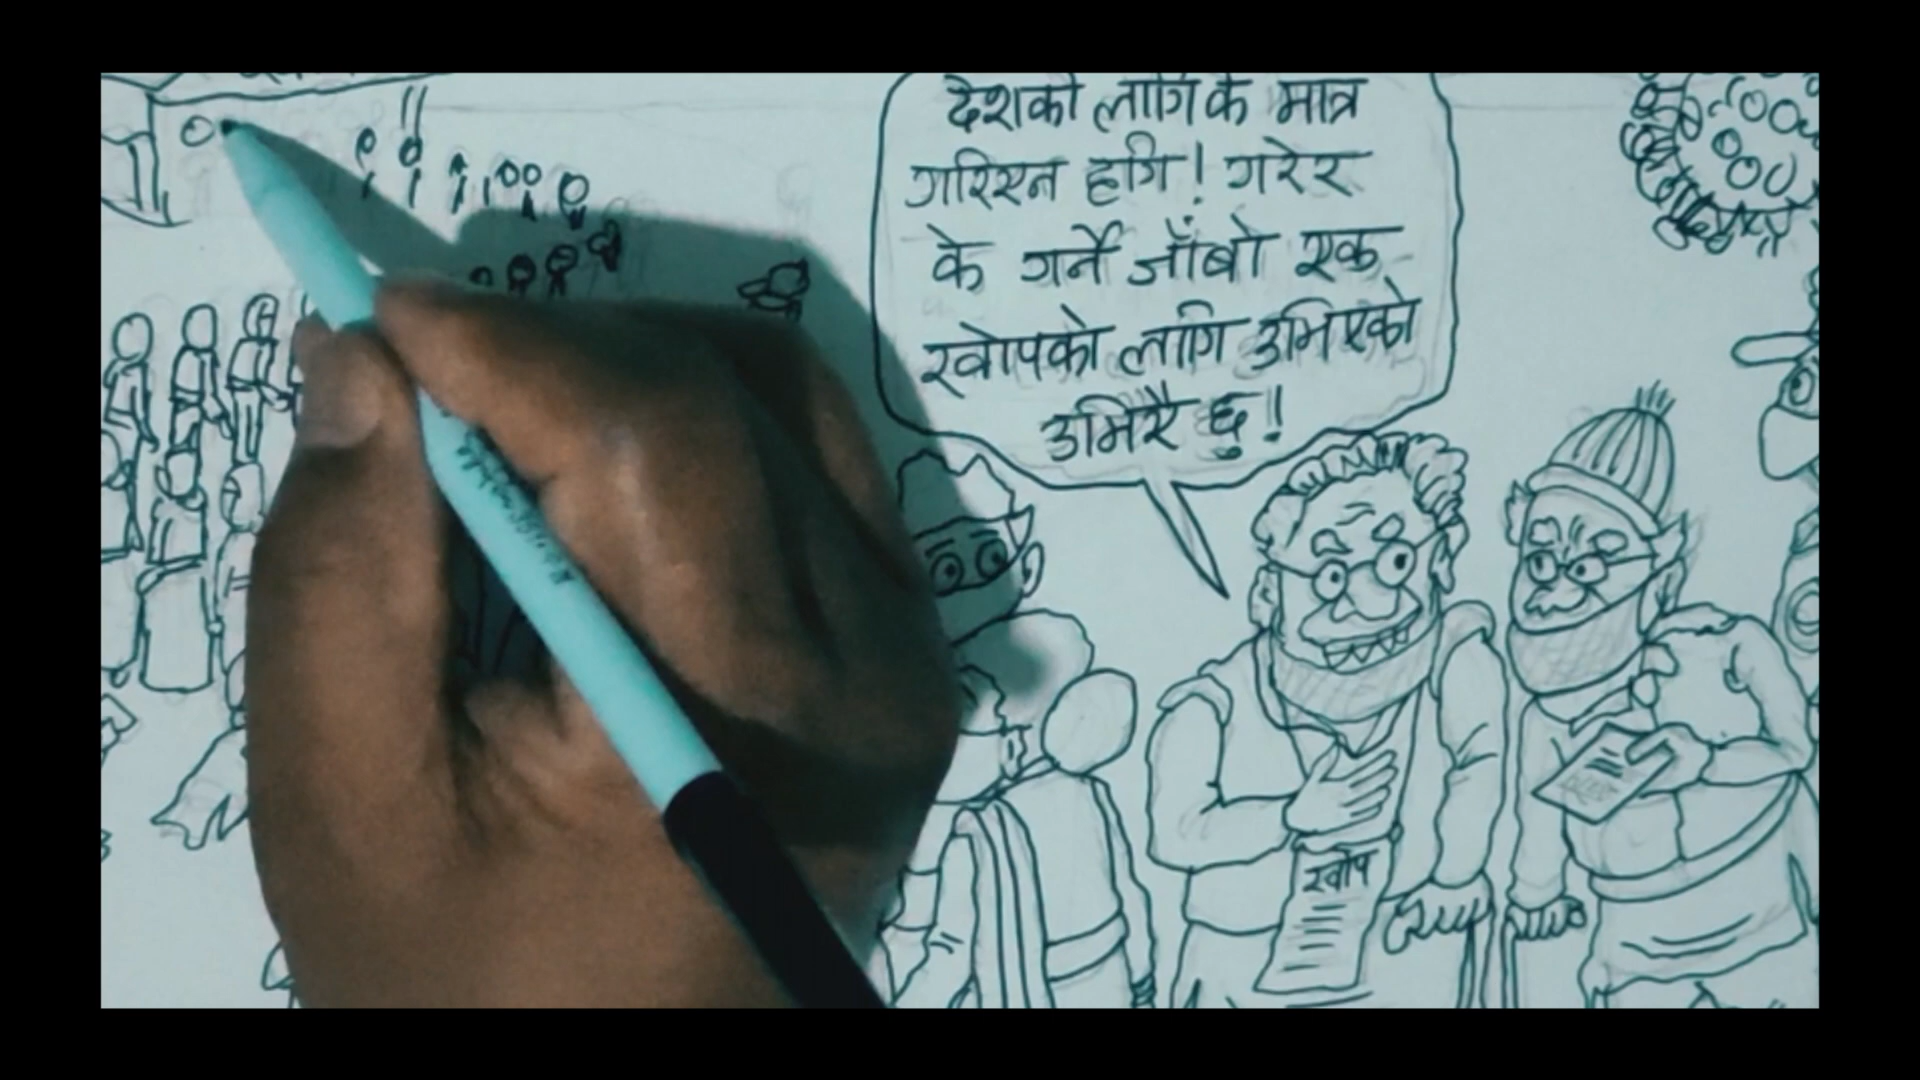 देशको लागि के मात्र
गरिएन हगि! गरेर
के गर्ने जाँबो एक
खोपको लागि उभिएको
उभिरै छु!
खोप